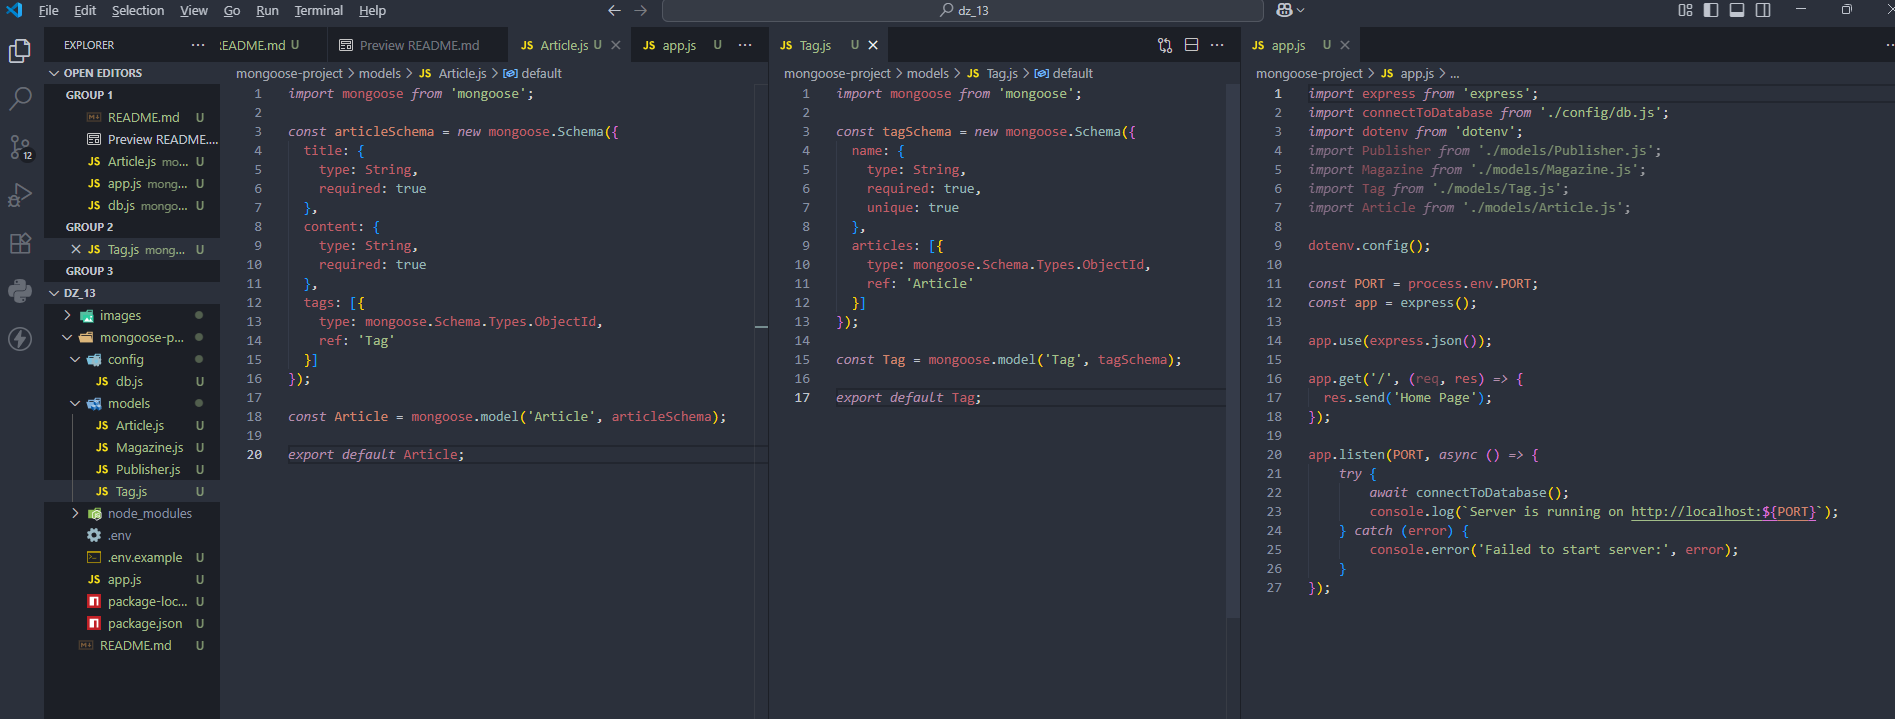 File Edit Selection View Go Run Terminal Help
dz_13
EXPLORER ...
OPEN EDITORS
GROUP 1
README.md U
Preview README....
JS Article.js mo... U
JS app.js mong... U
JS db.js mongo... U
GROUP 2
JS Tag.js mong... U
GROUP 3
DZ_13
images
mongoose-p...
config
JS db.js U
models
JS Article.js U
JS Magazine.js U
JS Publisher.js U
JS Tag.js U
node_modules
.env
.env.example U
JS app.js U
package-loc... U
package.json U
README.md U
12
README.md U Preview README.md JS Article.js U JS app.js U ...
mongoose-project > models > JS Article.js > default
1 import mongoose from 'mongoose';
2
3 const articleSchema = new mongoose.Schema({
4 title: {
5 type: String,
6 required: true
7 },
8 content: {
9 type: String,
10 required: true
11 },
12 tags: [{
13 type: mongoose.Schema.Types.ObjectId,
14 ref: 'Tag'
15 }]
16 });
17
18 const Article = mongoose.model('Article', articleSchema);
19
20 export default Article;
JS Tag.js U ...
mongoose-project > models > JS Tag.js > default
1 import mongoose from 'mongoose';
2
3 const tagSchema = new mongoose.Schema({
4 name: {
5 type: String,
6 required: true,
7 unique: true
8 },
9 articles: [{
10 type: mongoose.Schema.Types.ObjectId,
11 ref: 'Article'
12 }]
13 });
14
15 const Tag = mongoose.model('Tag', tagSchema);
16
17 export default Tag;
JS app.js U
mongoose-project > JS app.js > ...
1 import express from 'express';
2 import connectToDatabase from './config/db.js';
3 import dotenv from 'dotenv';
4 import Publisher from './models/Publisher.js';
5 import Magazine from './models/Magazine.js';
6 import Tag from './models/Tag.js';
7 import Article from './models/Article.js';
8
9 dotenv.config();
10
11 const PORT = process.env.PORT;
12 const app = express();
13
14 app.use(express.json());
15
16 app.get('/', (req, res) => {
17 res.send('Home Page');
18 });
19
20 app.listen(PORT, async () => {
21 try {
22 await connectToDatabase();
23 console.log(`Server is running on http://localhost:${PORT}`);
24 } catch (error) {
25 console.error('Failed to start server:', error);
26 }
27 });